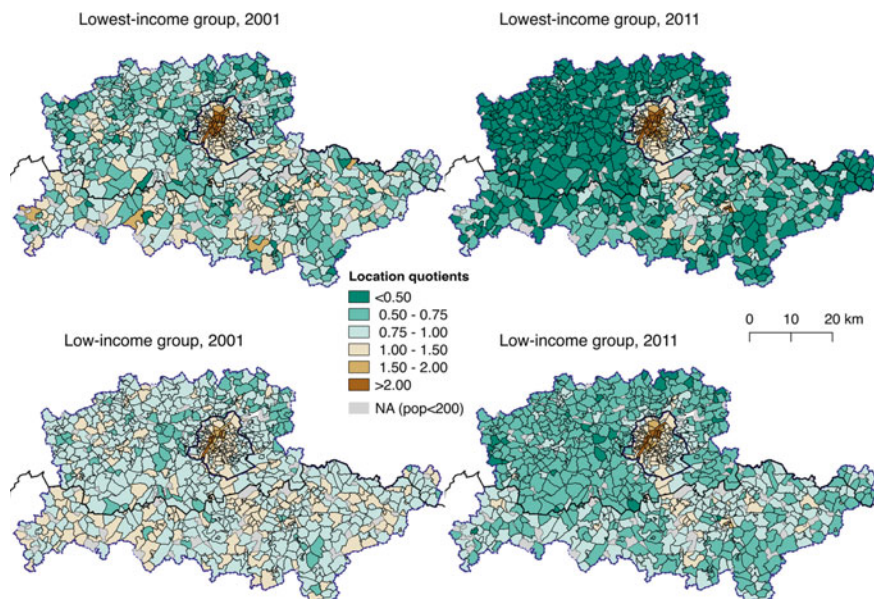 Lowest-income group, 2001
Lowest-income group, 2011
Location quotients
<0.50
0.50 - 0.75
0.75 - 1.00
1.00 - 1.50
1.50 - 2.00
>2.00
NA (pop<200)
0 10 20 km
Low-income group, 2001
Low-income group, 2011